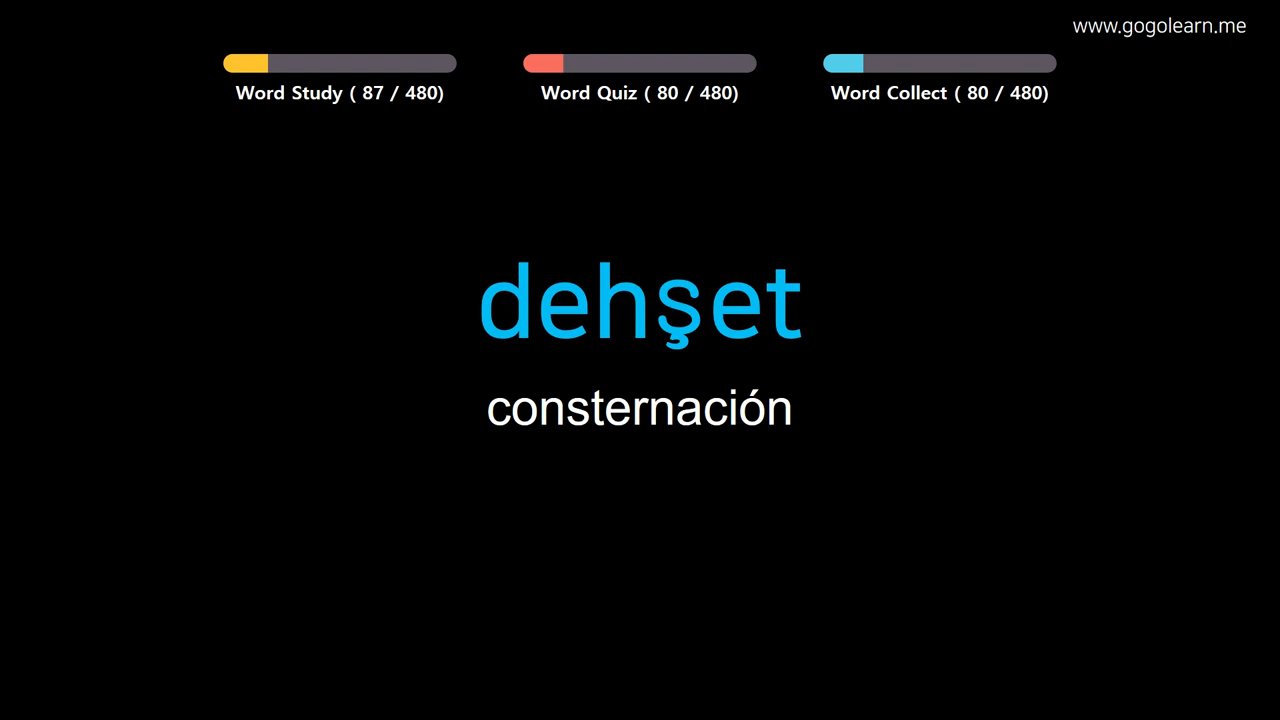 www.gogolearn.me
Word Study ( 87 / 480)
Word Quiz ( 80 / 480)
Word Collect ( 80 / 480)
dehşet
consternación